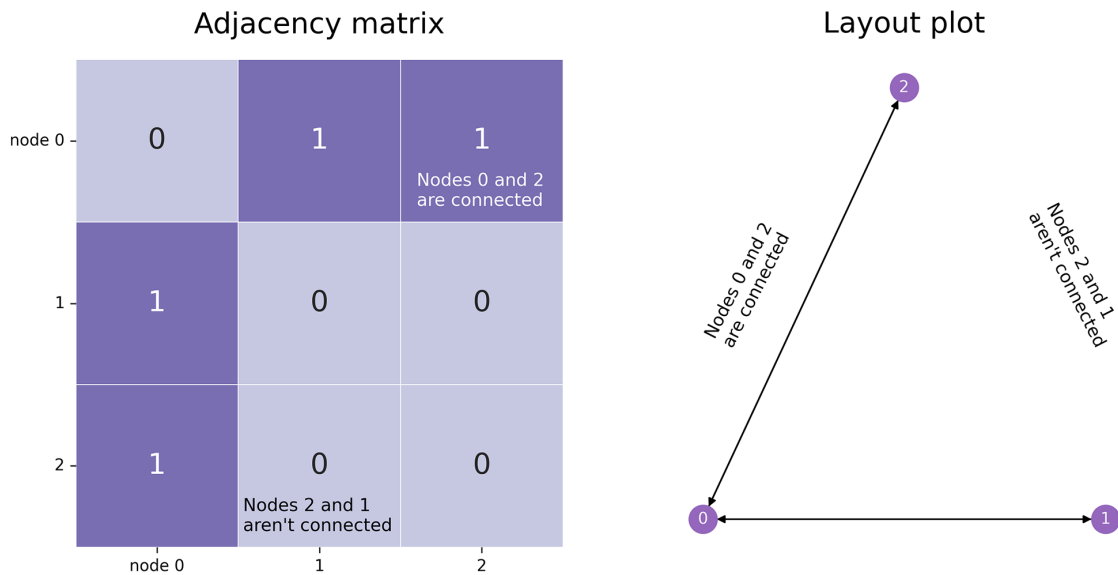 Adjacency matrix
node 0
0
1
1
Nodes 0 and 2
are connected
1
1
0
0
2
1
0
0
Nodes 2 and 1
aren't connected
node 0
1
2
Layout plot
2
Nodes 0 and 2
are connected
Nodes 2 and 1
aren't connected
0
1